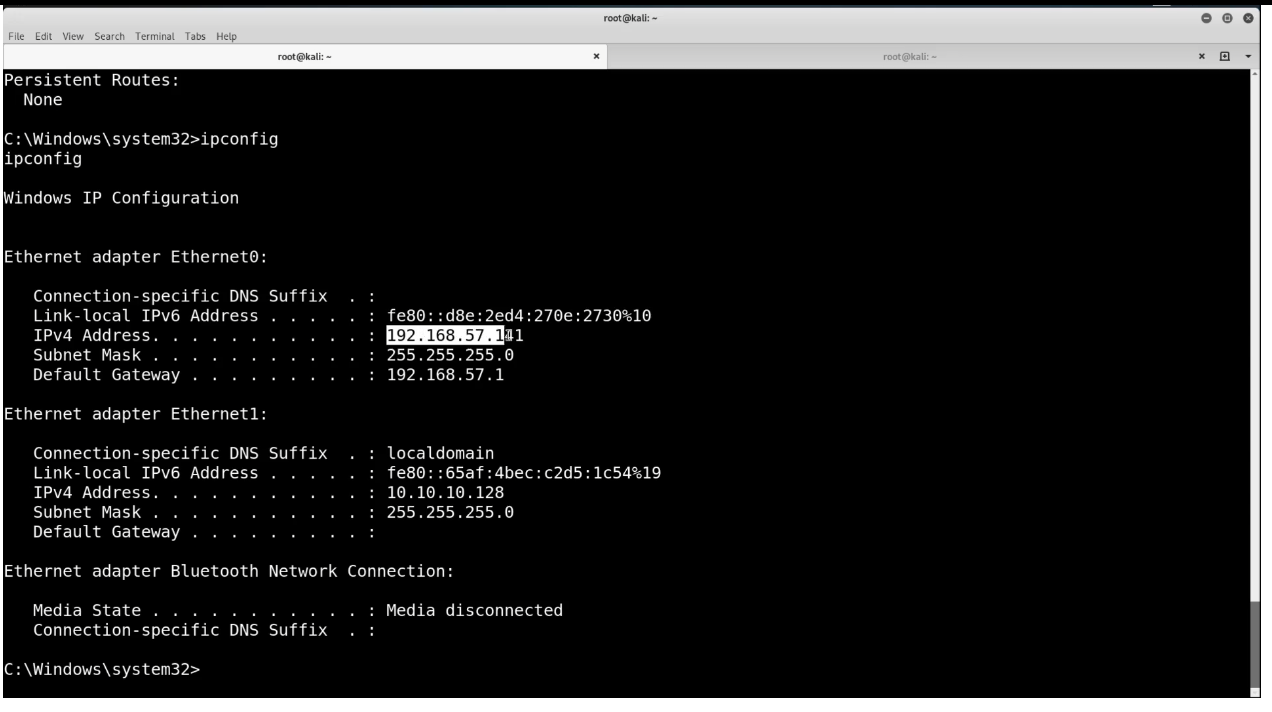 root@kali: ~
File Edit View Search Terminal Tabs Help
root@kali: ~
root@kali: ~
Persistent Routes:
  None

C:\Windows\system32>ipconfig
ipconfig

Windows IP Configuration


Ethernet adapter Ethernet0:

   Connection-specific DNS Suffix  . :
   Link-local IPv6 Address . . . . . : fe80::d8e:2ed4:270e:2730%10
   IPv4 Address. . . . . . . . . . . : 192.168.57.141
   Subnet Mask . . . . . . . . . . . : 255.255.255.0
   Default Gateway . . . . . . . . . : 192.168.57.1

Ethernet adapter Ethernet1:

   Connection-specific DNS Suffix  . : localdomain
   Link-local IPv6 Address . . . . . : fe80::65af:4bec:c2d5:1c54%19
   IPv4 Address. . . . . . . . . . . : 10.10.10.128
   Subnet Mask . . . . . . . . . . . : 255.255.255.0
   Default Gateway . . . . . . . . . :

Ethernet adapter Bluetooth Network Connection:

   Media State . . . . . . . . . . . : Media disconnected
   Connection-specific DNS Suffix  . :

C:\Windows\system32>